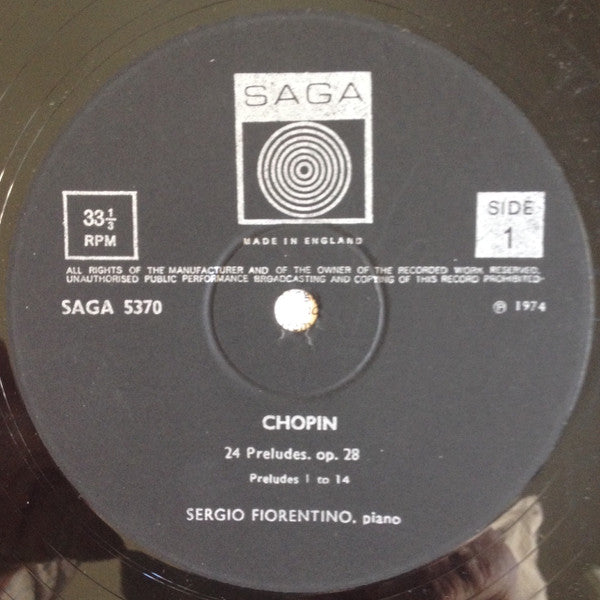 SAGA
33⅓
RPM
SIDE
1
MADE IN ENGLAND
ALL RIGHTS OF THE MANUFACTURER AND OF THE OWNER OF THE RECORDED WORK RESERVED.
UNAUTHORISED PUBLIC PERFORMANCE BROADCASTING AND COPYING OF THIS RECORD PROHIBITED-
SAGA 5370
℗ 1974
CHOPIN
24 Preludes. op. 28
Preludes 1 to 14
SERGIO FIORENTINO. piano